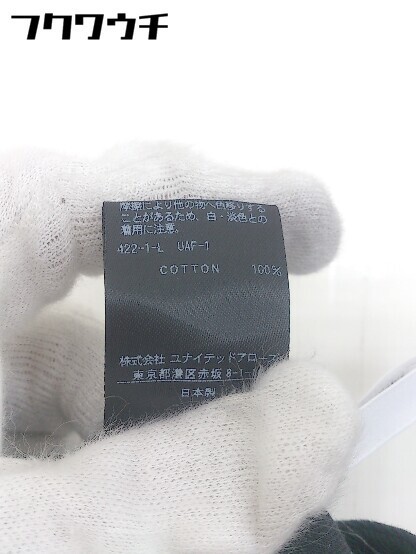 フクワウチ
摩擦により他の物へ色移りする
ことがあるため、白・淡色との
着用に注意。
422-1-L UAF-1
COTTON 100%
株式会社 ユナイテッドアローズ
東京都港区赤坂 8-1-
日本製